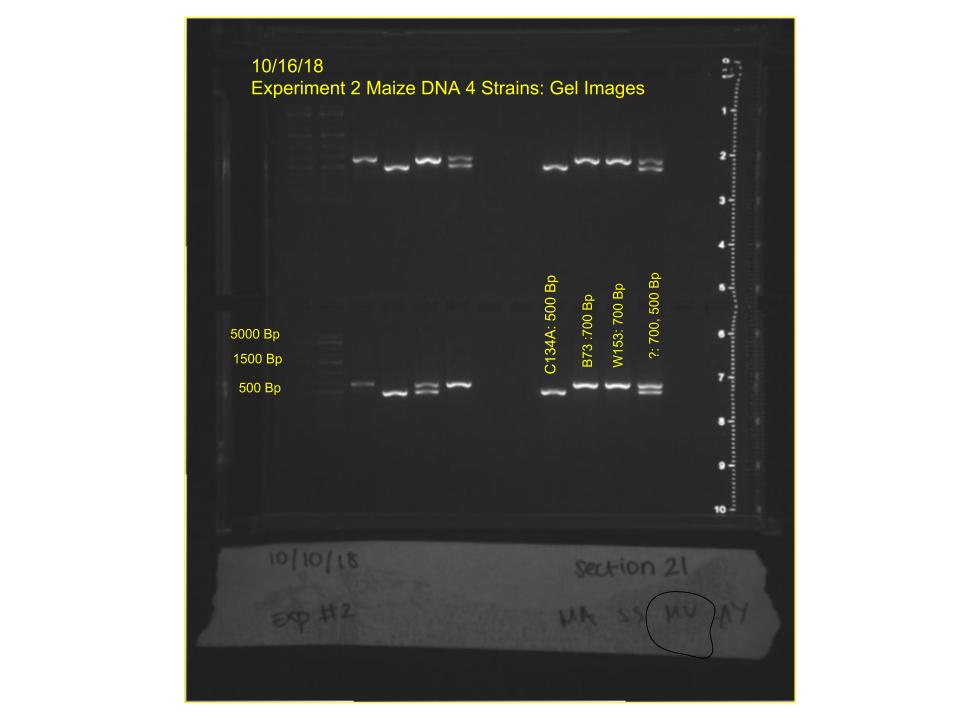 10/16/18
Experiment 2 Maize DNA 4 Strains: Gel Images
0
1
2
3
4
5
6
7
8
9
10
5000 Bp
1500 Bp
500 Bp
C134A: 500 Bp
B73 :700 Bp
W153: 700 Bp
?: 700, 500 Bp
10/10/18
Section 21
Exp #2
MA SS MU AY